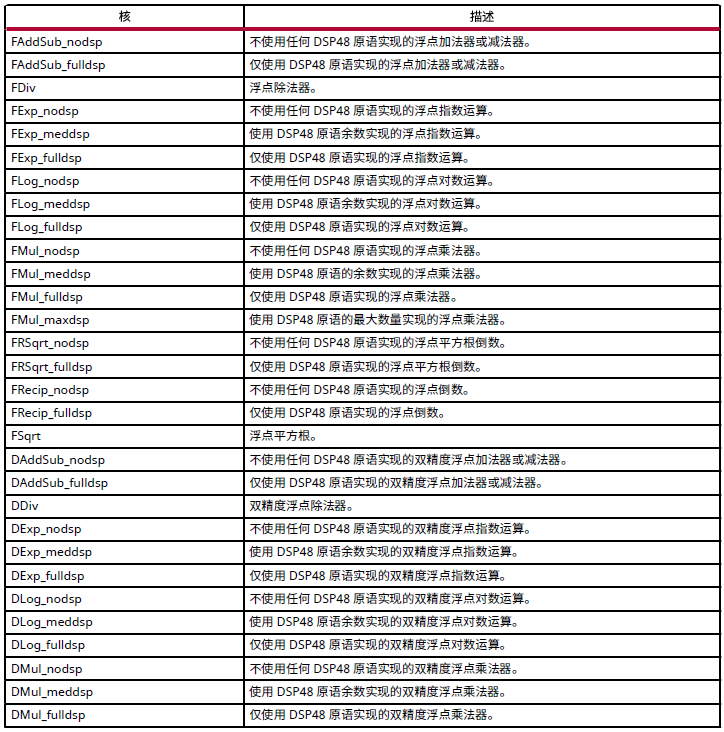 核 描述
FAddSub_nodsp 不使用任何 DSP48 原语实现的浮点加法器或减法器。
FAddSub_fulldsp 仅使用 DSP48 原语实现的浮点加法器或减法器。
FDiv 浮点除法器。
FExp_nodsp 不使用任何 DSP48 原语实现的浮点指数运算。
FExp_meddsp 使用 DSP48 原语余数实现的浮点指数运算。
FExp_fulldsp 仅使用 DSP48 原语实现的浮点指数运算。
FLog_nodsp 不使用任何 DSP48 原语实现的浮点对数运算。
FLog_meddsp 使用 DSP48 原语余数实现的浮点对数运算。
FLog_fulldsp 仅使用 DSP48 原语实现的浮点对数运算。
FMul_nodsp 不使用任何 DSP48 原语实现的浮点乘法器。
FMul_meddsp 使用 DSP48 原语的余数实现的浮点乘法器。
FMul_fulldsp 仅使用 DSP48 原语实现的浮点乘法器。
FMul_maxdsp 使用 DSP48 原语的最大数量实现的浮点乘法器。
FRSqrt_nodsp 不使用任何 DSP48 原语实现的浮点平方根倒数。
FRSqrt_fulldsp 仅使用 DSP48 原语实现的浮点平方根倒数。
FRecip_nodsp 不使用任何 DSP48 原语实现的浮点倒数。
FRecip_fulldsp 仅使用 DSP48 原语实现的浮点倒数。
FSqrt 浮点平方根。
DAddSub_nodsp 不使用任何 DSP48 原语实现的双精度浮点加法器或减法器。
DAddSub_fulldsp 仅使用 DSP48 原语实现的双精度浮点加法器或减法器。
DDiv 双精度浮点除法器。
DExp_nodsp 不使用任何 DSP48 原语实现的双精度浮点指数运算。
DExp_meddsp 使用 DSP48 原语余数实现的双精度浮点指数运算。
DExp_fulldsp 仅使用 DSP48 原语实现的双精度浮点指数运算。
DLog_nodsp 不使用任何 DSP48 原语实现的双精度浮点对数运算。
DLog_meddsp 使用 DSP48 原语余数实现的双精度浮点对数运算。
DLog_fulldsp 仅使用 DSP48 原语实现的双精度浮点对数运算。
DMul_nodsp 不使用任何 DSP48 原语实现的双精度浮点乘法器。
DMul_meddsp 使用 DSP48 原语余数实现的双精度浮点乘法器。
DMul_fulldsp 仅使用 DSP48 原语实现的双精度浮点乘法器。